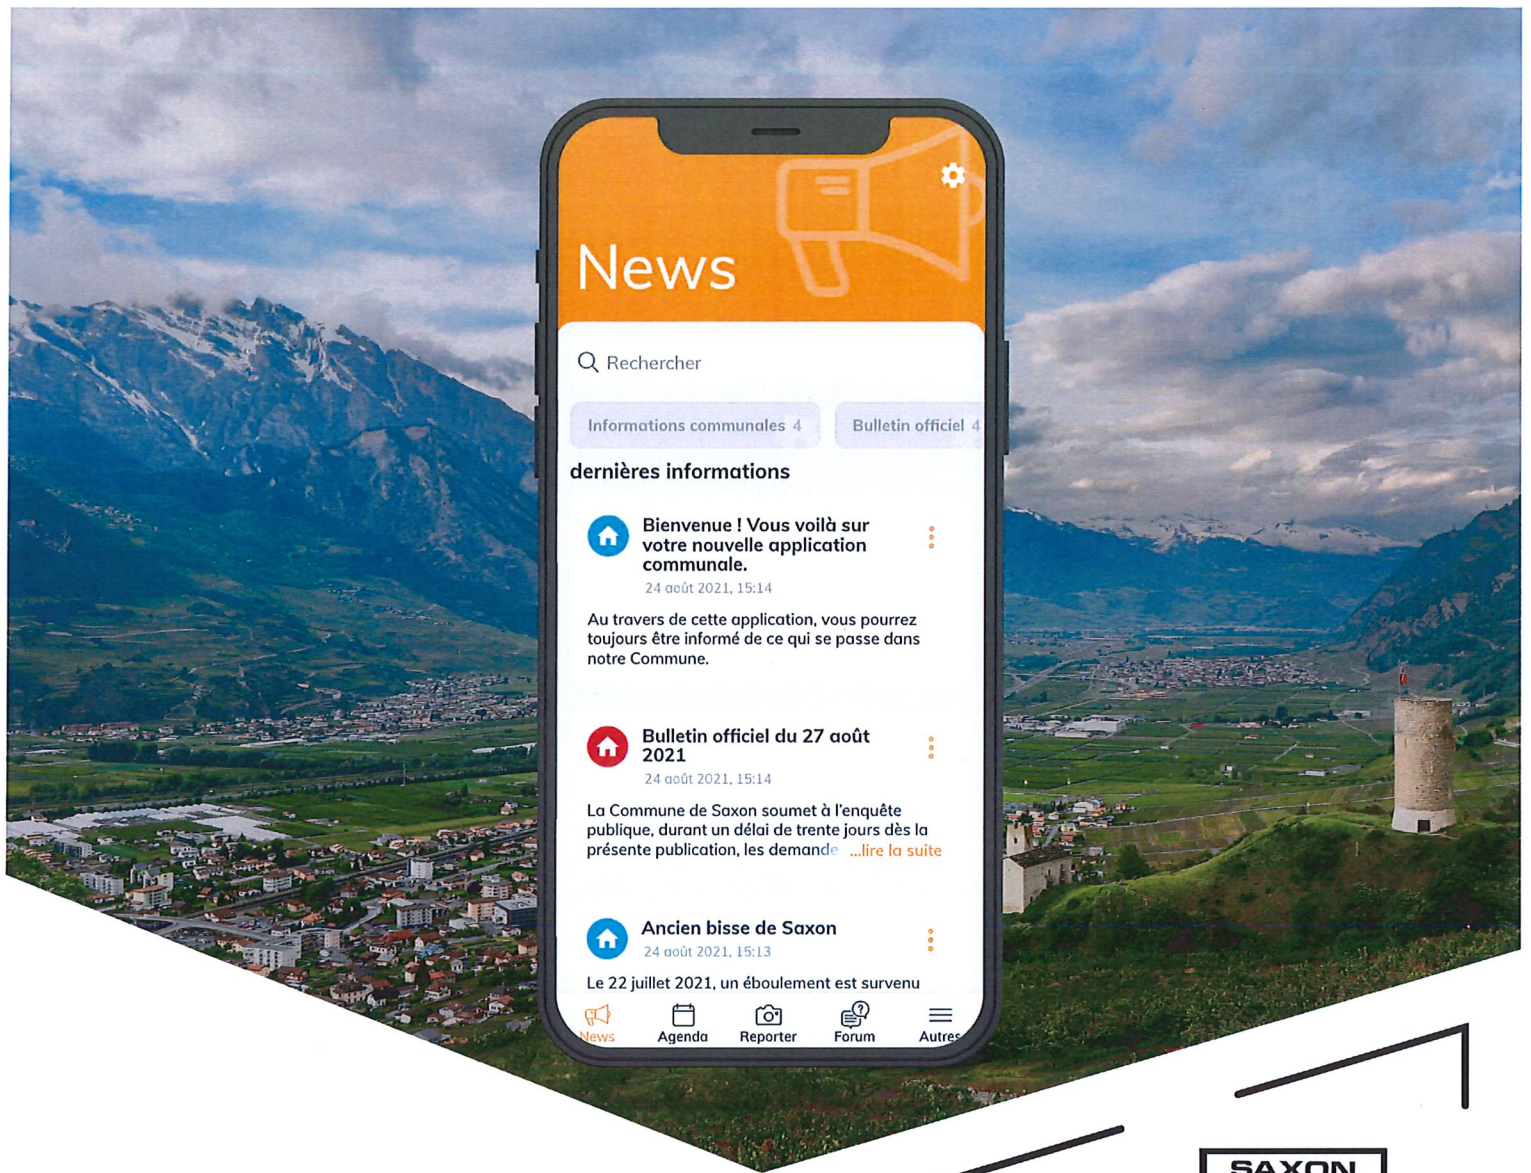 News
Rechercher
Informations communales 4
Bulletin officiel 4
dernières informations
Bienvenue ! Vous voilà sur
votre nouvelle application
communale.
24 août 2021, 15:14
Au travers de cette application, vous pourrez
toujours être informé de ce qui se passe dans
notre Commune.
Bulletin officiel du 27 août
2021
24 août 2021, 15:14
La Commune de Saxon soumet à l'enquête
publique, durant un délai de trente jours dès la
présente publication, les demande ...lire la suite
Ancien bisse de Saxon
24 août 2021, 15:13
Le 22 juillet 2021, un éboulement est survenu
News Agenda Reporter Forum Autres
SAXON